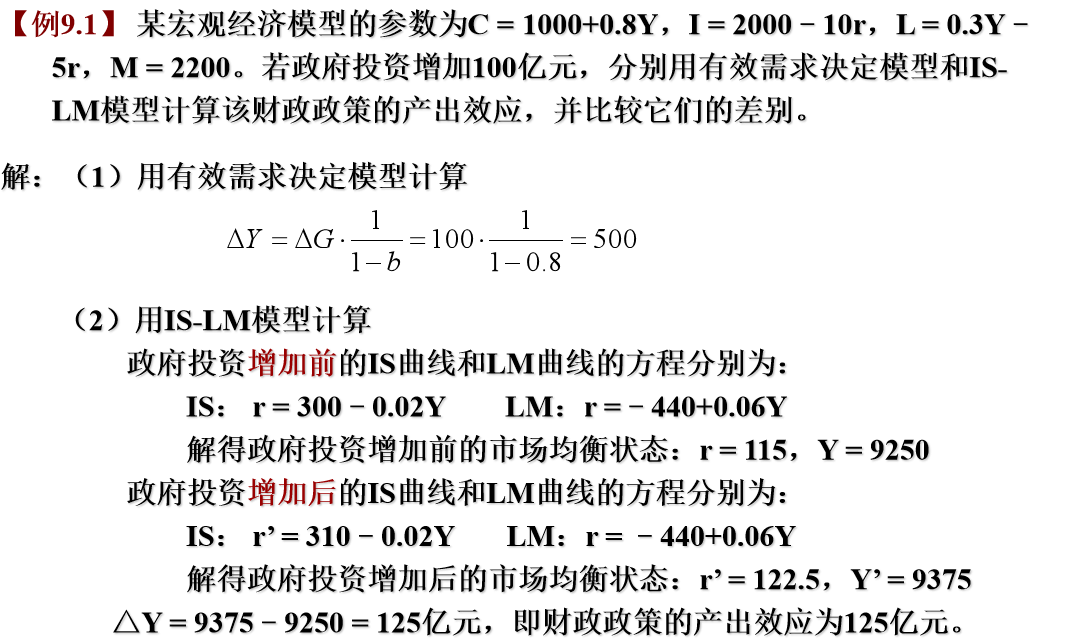 【例9.1】 某宏观经济模型的参数为C = 1000+0.8Y，I = 2000－10r，L = 0.3Y－
5r，M = 2200。若政府投资增加100亿元，分别用有效需求决定模型和IS-
LM模型计算该财政政策的产出效应，并比较它们的差别。
解：（1）用有效需求决定模型计算
ΔY = ΔG · 1/(1−b) = 100 · 1/(1−0.8) = 500
（2）用IS-LM模型计算
政府投资增加前的IS曲线和LM曲线的方程分别为：
IS： r = 300－0.02Y LM：r =－440+0.06Y
解得政府投资增加前的市场均衡状态：r = 115，Y = 9250
政府投资增加后的IS曲线和LM曲线的方程分别为：
IS： r’ = 310－0.02Y LM：r = －440+0.06Y
解得政府投资增加后的市场均衡状态：r’ = 122.5，Y’ = 9375
△Y = 9375－9250 = 125亿元，即财政政策的产出效应为125亿元。